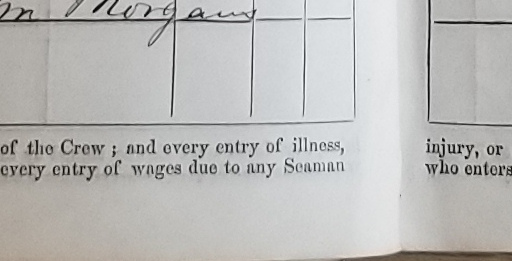 m Morgans
of the Crew ; and every entry of illness,
every entry of wages due to any Seaman
injury, or
who enters